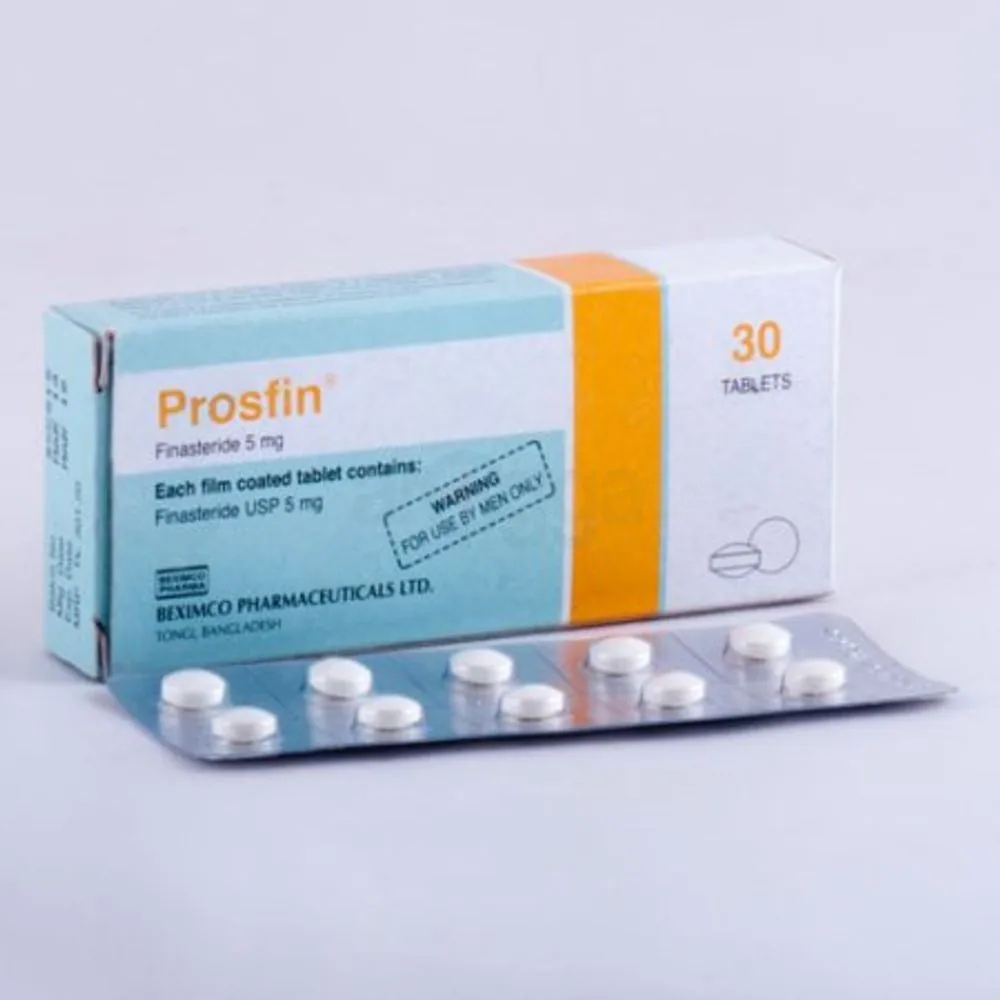 Prosfin®
Finasteride 5 mg
Each film coated tablet contains:
Finasteride USP 5 mg
WARNING
FOR USE BY MEN ONLY
BEXIMCO
PHARMA
BEXIMCO PHARMACEUTICALS LTD.
TONGI, BANGLADESH
30
TABLETS